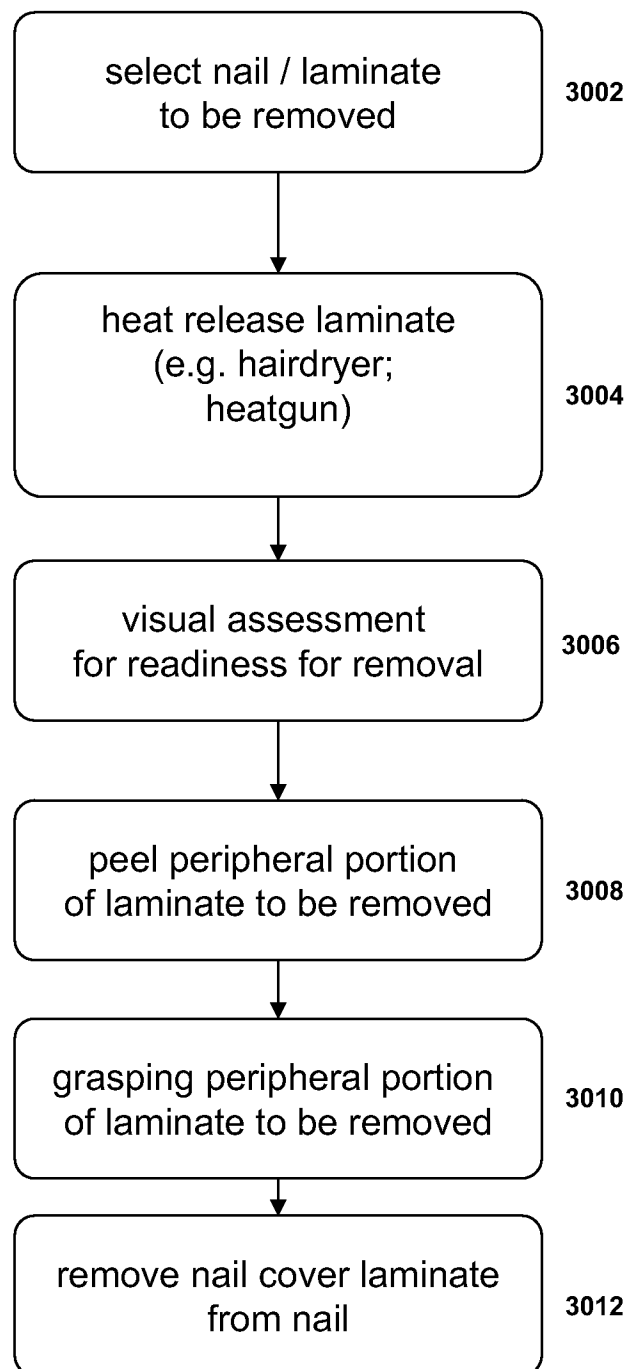 select nail / laminate
to be removed
3002
heat release laminate
(e.g. hairdryer;
heatgun)
3004
visual assessment
for readiness for removal
3006
peel peripheral portion
of laminate to be removed
3008
grasping peripheral portion
of laminate to be removed
3010
remove nail cover laminate
from nail
3012